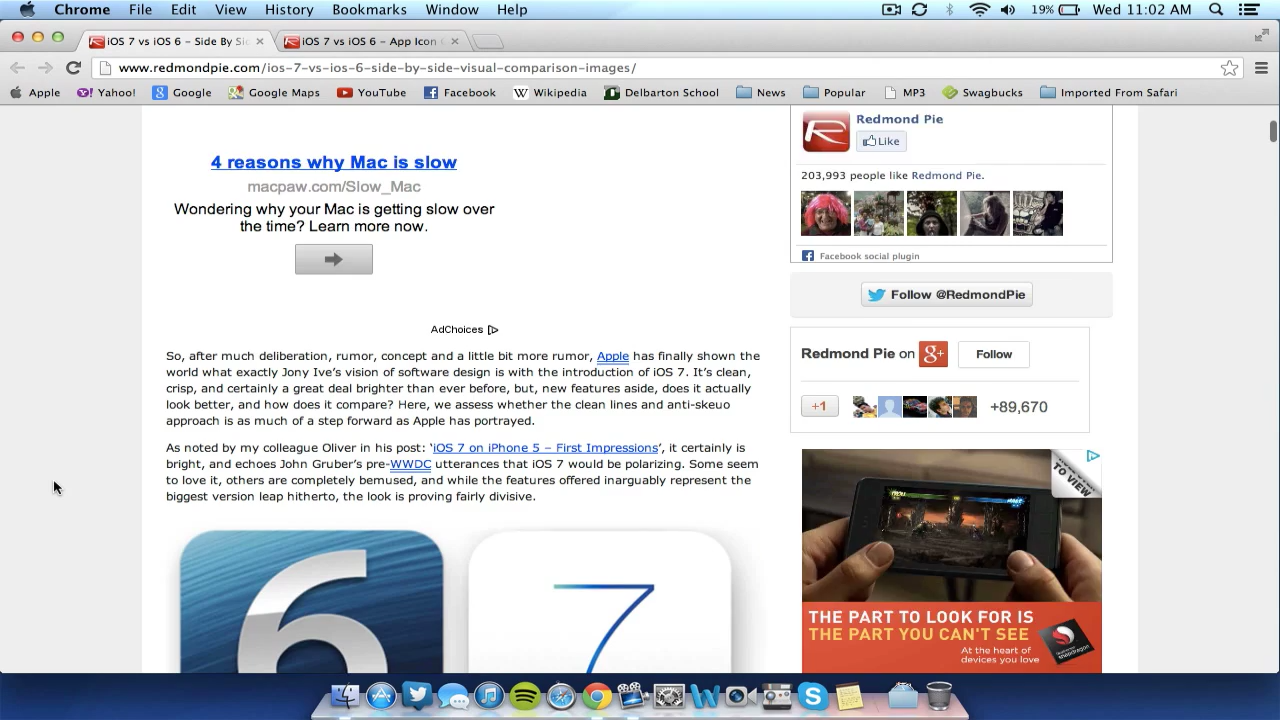 Chrome File Edit View History Bookmarks Window Help 19% Wed 11:02 AM
iOS 7 vs iOS 6 – Side By Si
iOS 7 vs iOS 6 – App Icon
www.redmondpie.com/ios-7-vs-ios-6-side-by-side-visual-comparison-images/
Apple Yahoo! Google Google Maps YouTube Facebook Wikipedia Delbarton School News Popular MP3 Swagbucks Imported From Safari
4 reasons why Mac is slow
macpaw.com/Slow_Mac
Wondering why your Mac is getting slow over
the time? Learn more now.
AdChoices
So, after much deliberation, rumor, concept and a little bit more rumor, Apple has finally shown the
world what exactly Jony Ive’s vision of software design is with the introduction of iOS 7. It’s clean,
crisp, and certainly a great deal brighter than ever before, but, new features aside, does it actually
look better, and how does it compare? Here, we assess whether the clean lines and anti-skeuo
approach is as much of a step forward as Apple has portrayed.
As noted by my colleague Oliver in his post: ‘iOS 7 on iPhone 5 – First Impressions’, it certainly is
bright, and echoes John Gruber’s pre-WWDC utterances that iOS 7 would be polarizing. Some seem
to love it, others are completely bemused, and while the features offered inarguably represent the
biggest version leap hitherto, the look is proving fairly divisive.
6
7
Redmond Pie
Like
203,993 people like Redmond Pie.
Facebook social plugin
Follow @RedmondPie
Redmond Pie on g+ Follow
+1 +89,670
TO VIEW
THE PART TO LOOK FOR IS
THE PART YOU CAN'T SEE
At the heart of
devices you love
snapdragon